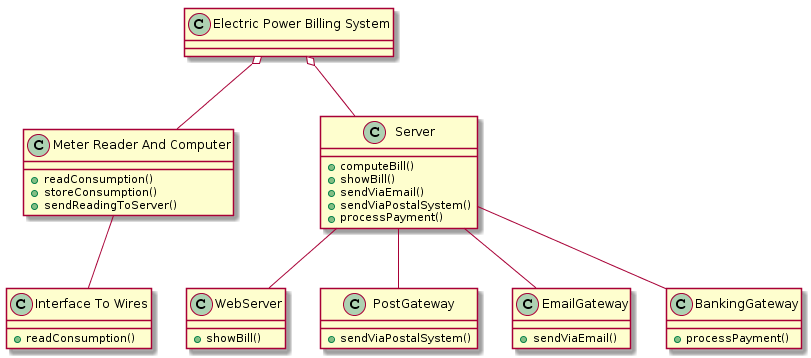 C Electric Power Billing System
C Meter Reader And Computer
readConsumption()
storeConsumption()
sendReadingToServer()
C Server
computeBill()
showBill()
sendViaEmail()
sendViaPostalSystem()
processPayment()
C Interface To Wires
readConsumption()
C WebServer
showBill()
C PostGateway
sendViaPostalSystem()
C EmailGateway
sendViaEmail()
C BankingGateway
processPayment()